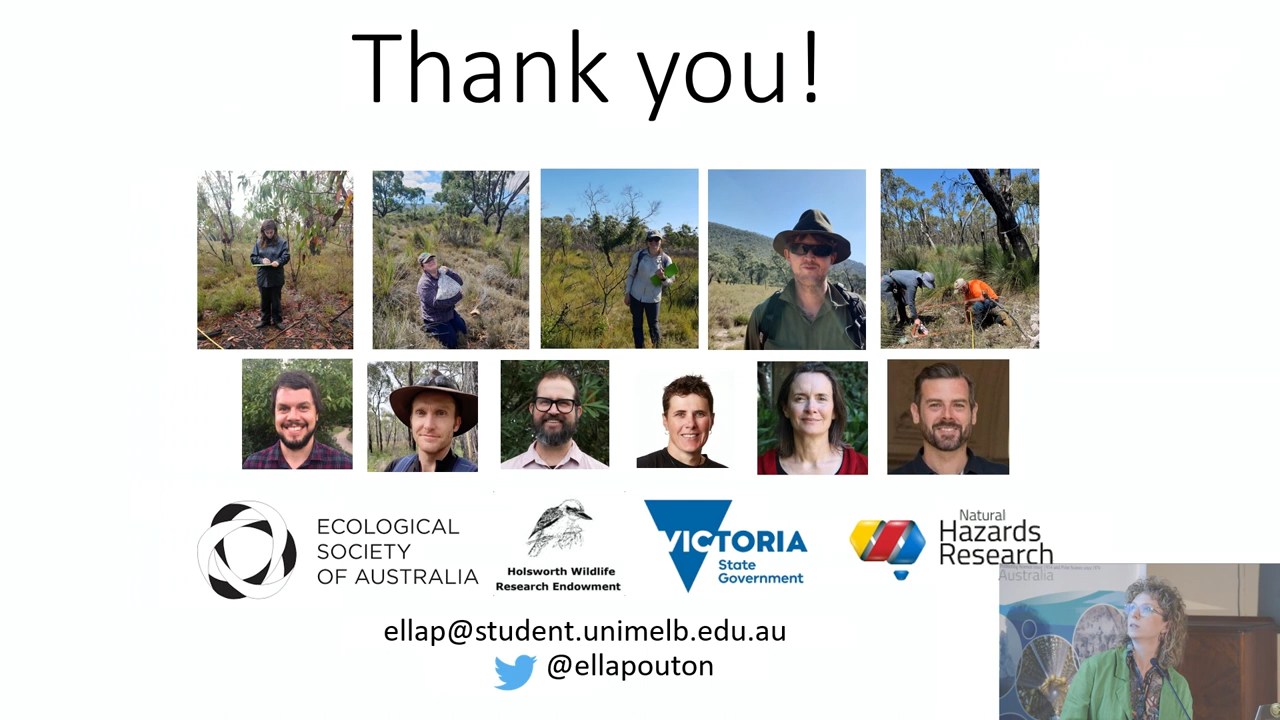 Thank you!
ECOLOGICAL
SOCIETY
OF AUSTRALIA
Holsworth Wildlife
Research Endowment
VICTORIA
State
Government
Natural
Hazards
Research
Australia
ellap@student.unimelb.edu.au
@ellapouton